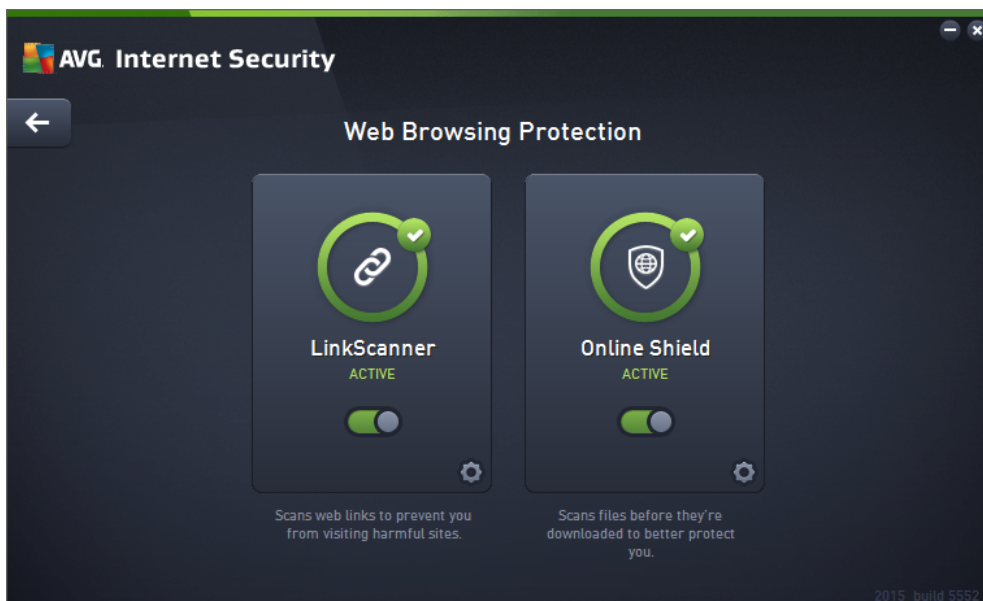 AVG. Internet Security
Web Browsing Protection
LinkScanner
ACTIVE
Scans web links to prevent you
from visiting harmful sites.
Online Shield
ACTIVE
Scans files before they're
downloaded to better protect
you.
2015 build 5552